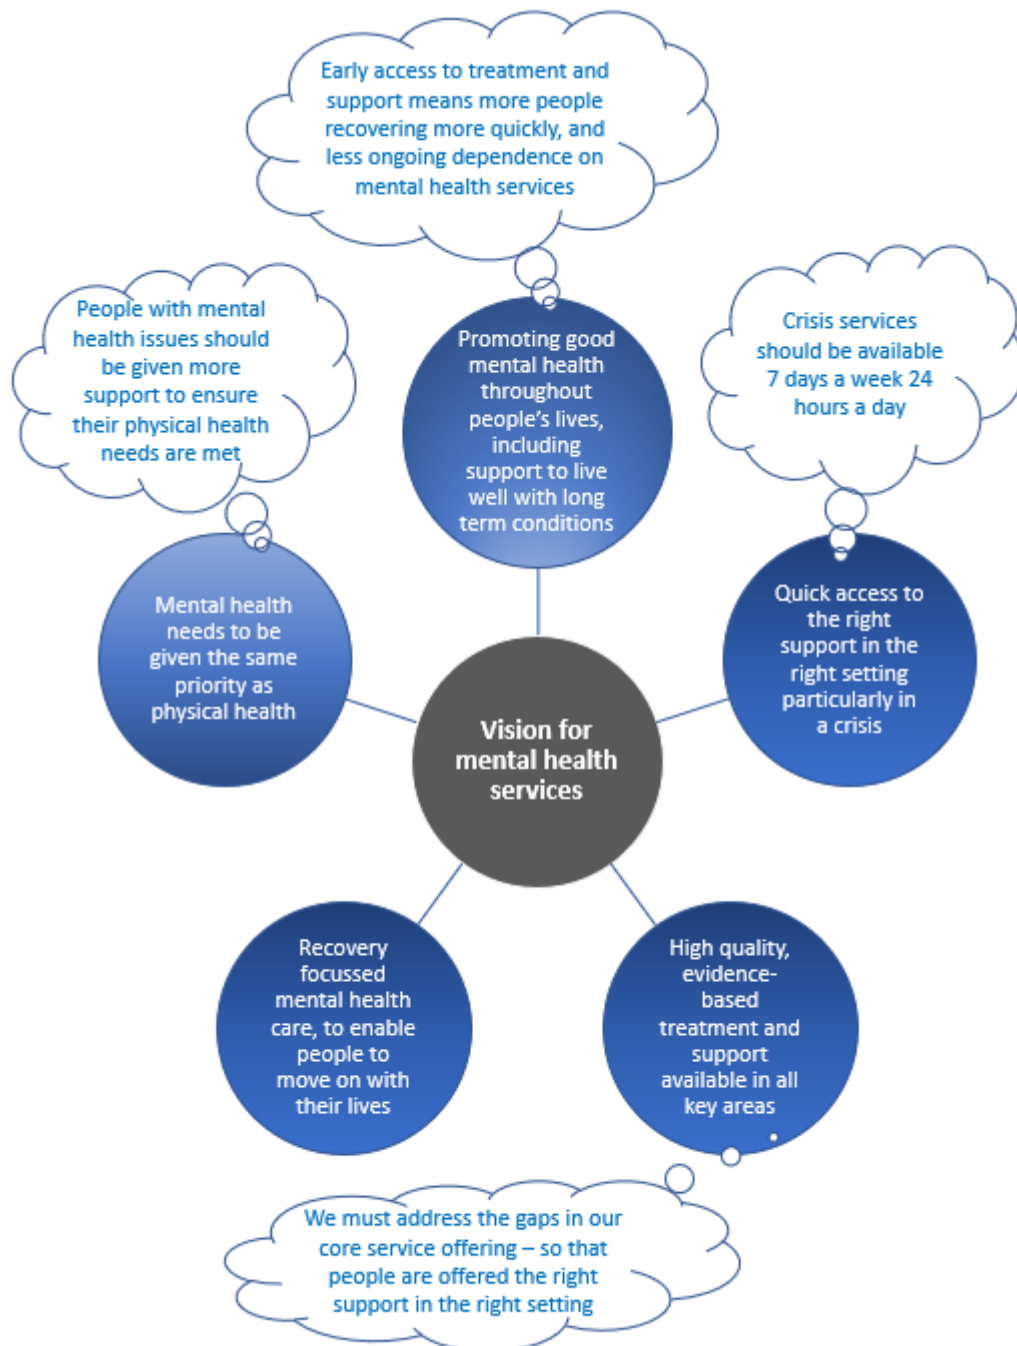 Early access to treatment and
support means more people
recovering more quickly, and
less ongoing dependence on
mental health services
People with mental
health issues should
be given more
support to ensure
their physical health
needs are met
Promoting good
mental health
throughout
people's lives,
including
support to live
well with long
term conditions
Crisis services
should be available
7 days a week 24
hours a day
Mental health
needs to be
given the same
priority as
physical health
Quick access to
the right
support in the
right setting
particularly in
a crisis
Vision for
mental health
services
Recovery
focussed
mental health
care, to enable
people to
move on with
their lives
High quality,
evidence-
based
treatment and
support
available in all
key areas
We must address the gaps in our
core service offering – so that
people are offered the right
support in the right setting